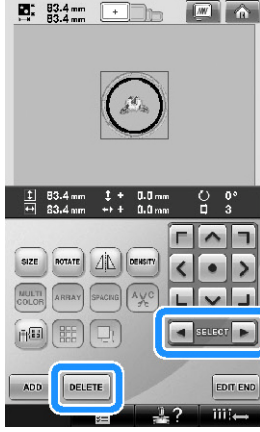 83.4 mm
83.4 mm
83.4 mm + 0.0 mm 0°
83.4 mm + 0.0 mm 3
SIZE ROTATE DENSITY
MULTI COLOR ARRAY SPACING AC
SELECT
ADD DELETE EDIT END
?